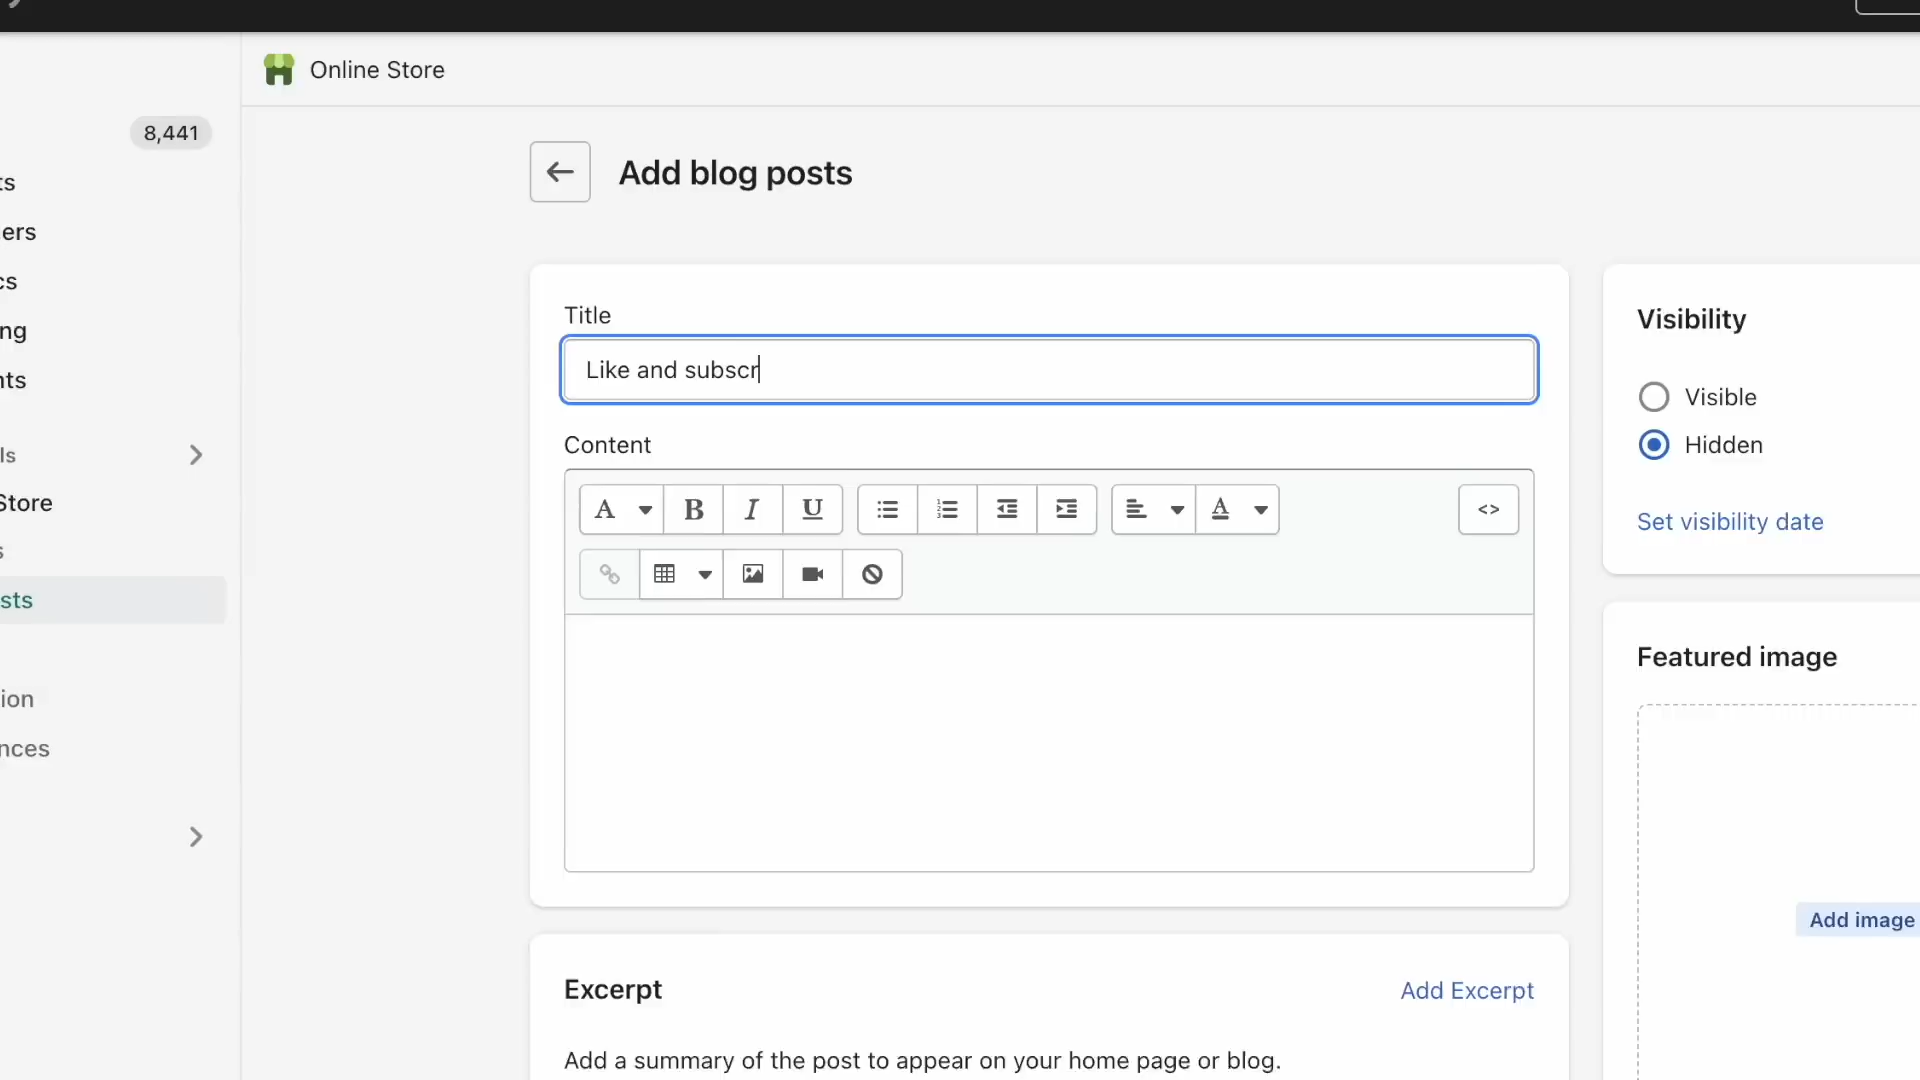 Online Store
8,441
ts
ers
cs
ng
nts
ls
Store
s
sts
ion
nces
Add blog posts
Title
Like and subscr
Content
A
B
I
U
A
<>
Excerpt
Add Excerpt
Add a summary of the post to appear on your home page or blog.
Visibility
Visible
Hidden
Set visibility date
Featured image
Add image